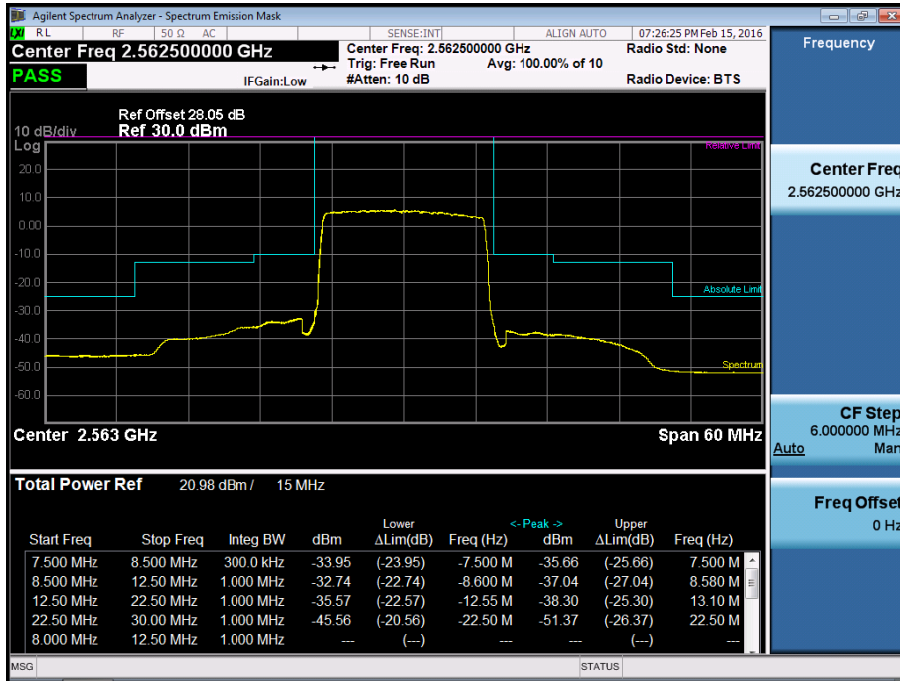 Agilent Spectrum Analyzer - Spectrum Emission Mask
LXI RL RF 50 Ω AC SENSE:INT ALIGN AUTO 07:26:25 PM Feb 15, 2016
Center Freq 2.562500000 GHz
Center Freq: 2.562500000 GHz
Radio Std: None
Trig: Free Run Avg: 100.00% of 10
PASS
IFGain:Low
#Atten: 10 dB
Radio Device: BTS
Ref Offset 28.05 dB
10 dB/div Ref 30.0 dBm
Log
Relative Limit
20.0
10.0
0.00
-10.0
-20.0
Absolute Limit
-30.0
-40.0
-50.0
Spectrum
-60.0
Center 2.563 GHz
Span 60 MHz
Total Power Ref 20.98 dBm / 15 MHz
Lower <- Peak -> Upper
Start Freq Stop Freq Integ BW dBm ΔLim(dB) Freq (Hz) dBm ΔLim(dB) Freq (Hz)
7.500 MHz 8.500 MHz 300.0 kHz -33.95 (-23.95) -7.500 M -35.66 (-25.66) 7.500 M
8.500 MHz 12.50 MHz 1.000 MHz -32.74 (-22.74) -8.600 M -37.04 (-27.04) 8.580 M
12.50 MHz 22.50 MHz 1.000 MHz -35.57 (-22.57) -12.55 M -38.30 (-25.30) 13.10 M
22.50 MHz 30.00 MHz 1.000 MHz -45.56 (-20.56) -22.50 M -51.37 (-26.37) 22.50 M
8.000 MHz 12.50 MHz 1.000 MHz --- (---) --- --- (---) ---
MSG
STATUS
Frequency
Center Freq
2.562500000 GHz
CF Step
6.000000 MHz
Auto Man
Freq Offset
0 Hz